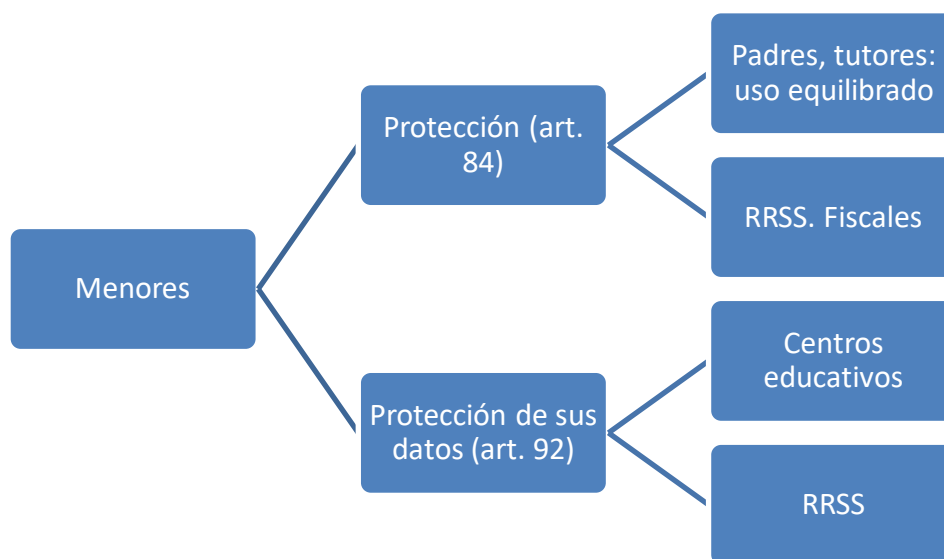 Menores
Protección (art.
84)
Padres, tutores:
uso equilibrado
RRSS. Fiscales
Protección de sus
datos (art. 92)
Centros
educativos
RRSS